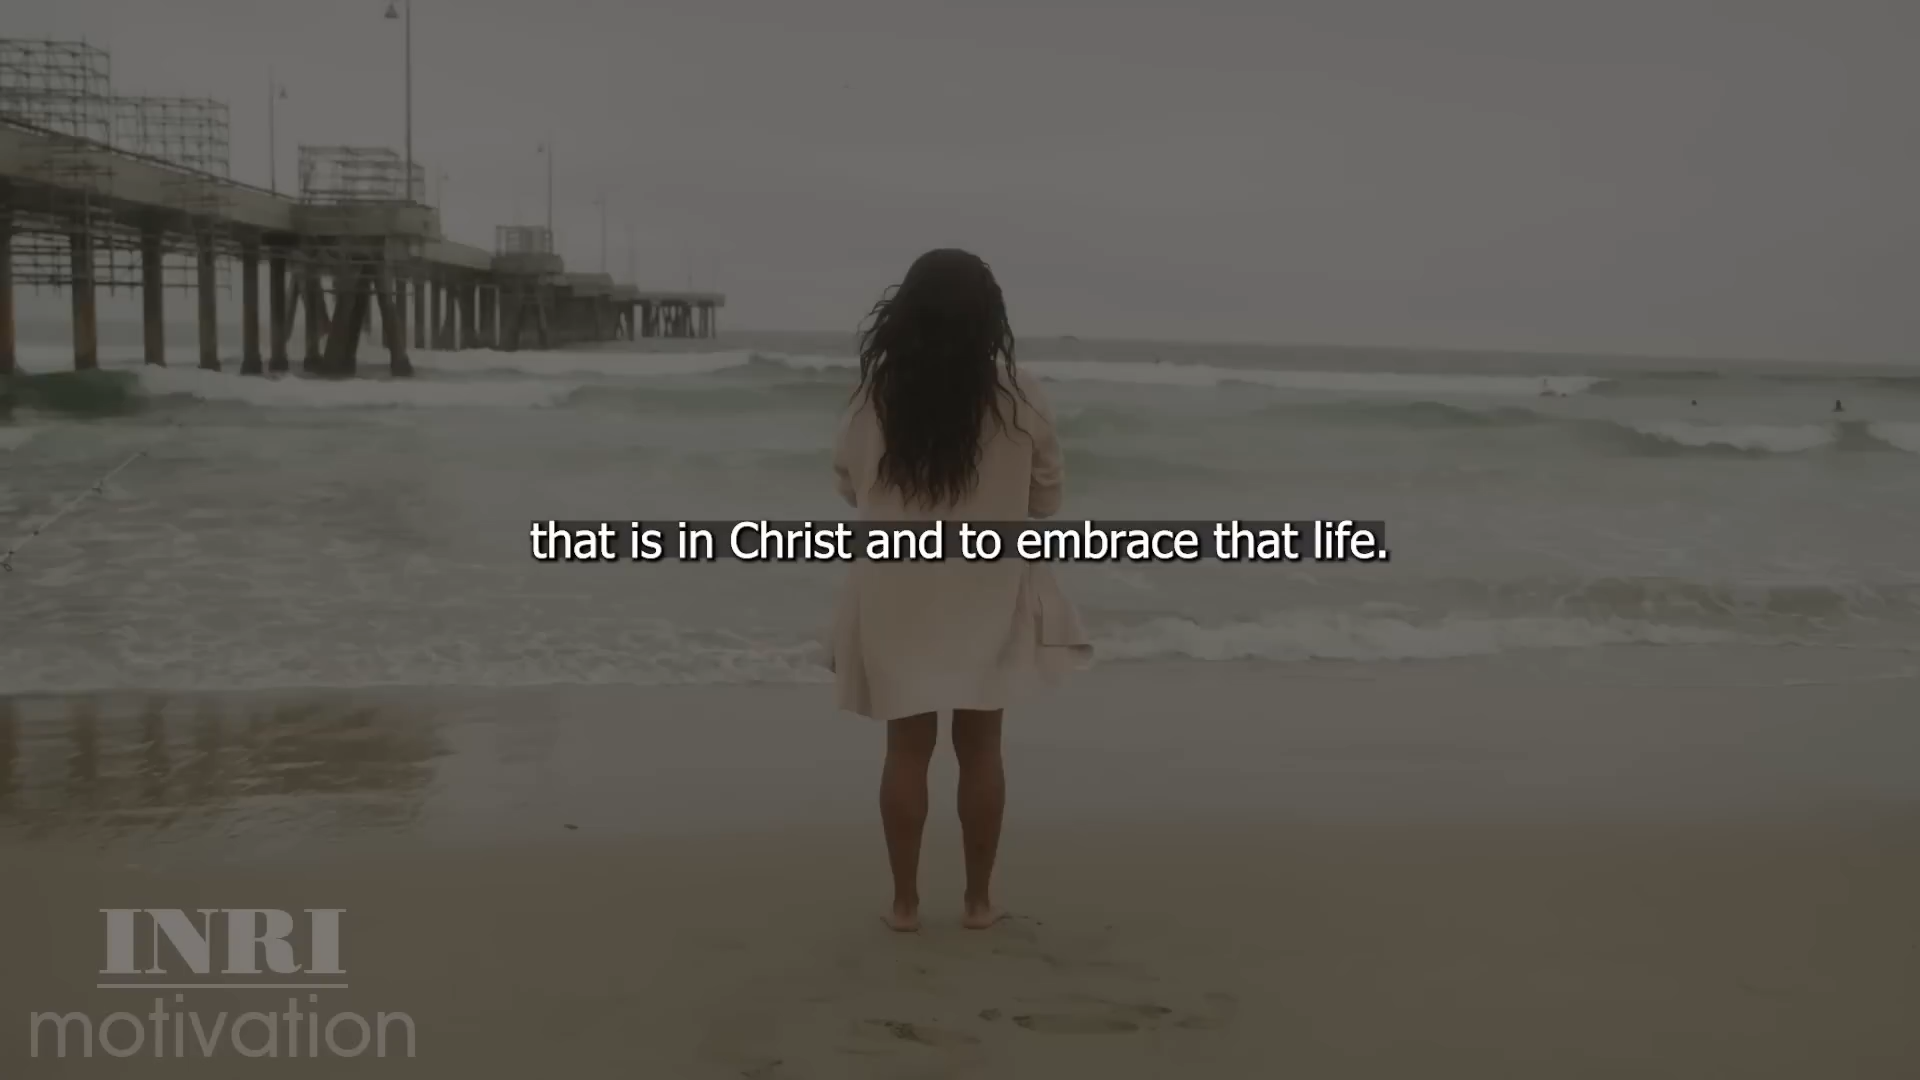 that is in Christ and to embrace that life.
INRI
motivation